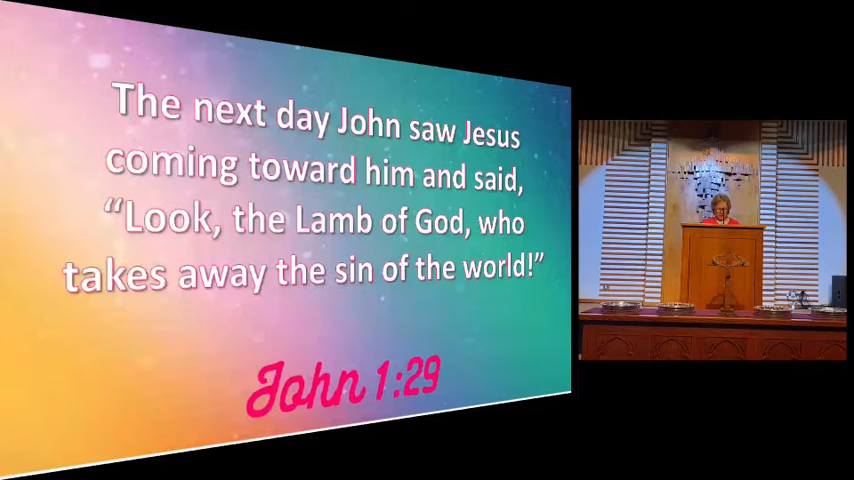 The next day John saw Jesus
coming toward him and said,
“Look, the Lamb of God, who
takes away the sin of the world!”
John 1:29